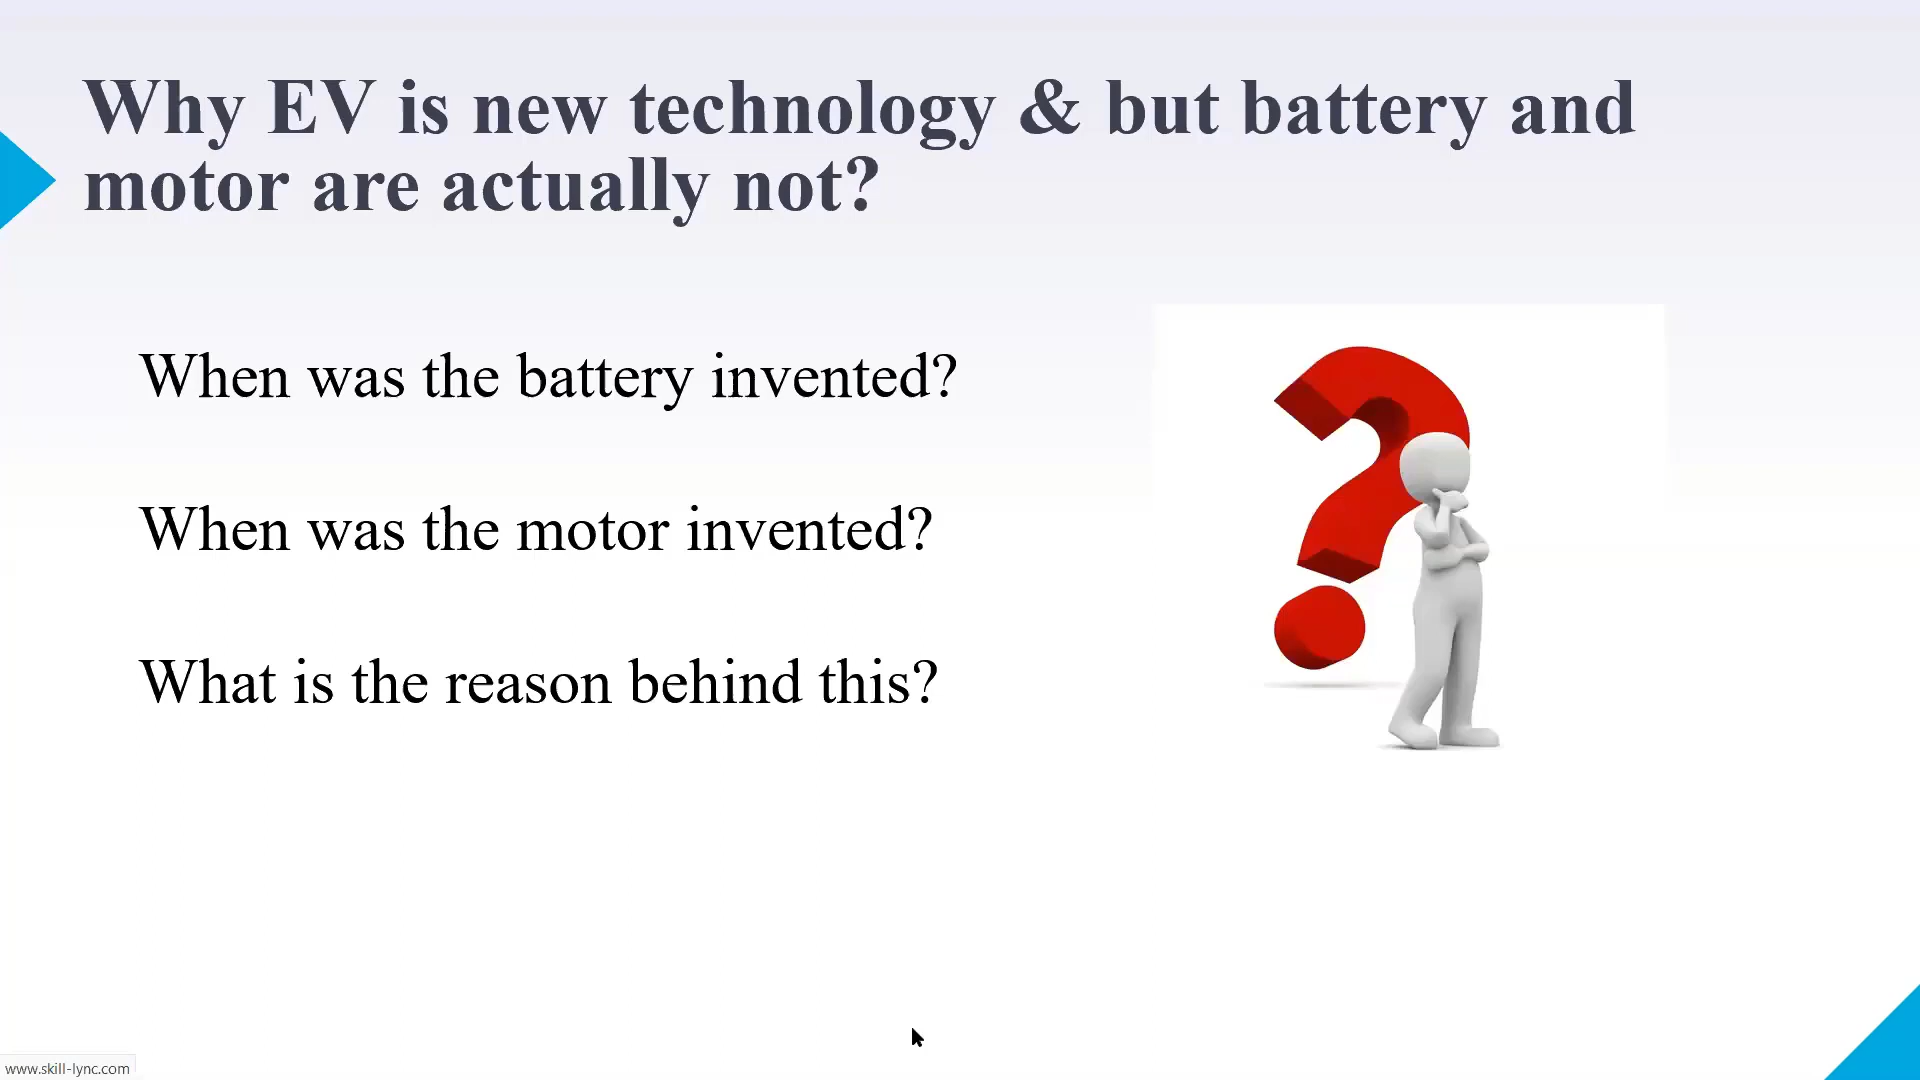 Why EV is new technology & but battery and
motor are actually not?
When was the battery invented?
When was the motor invented?
What is the reason behind this?
www.skill-lync.com